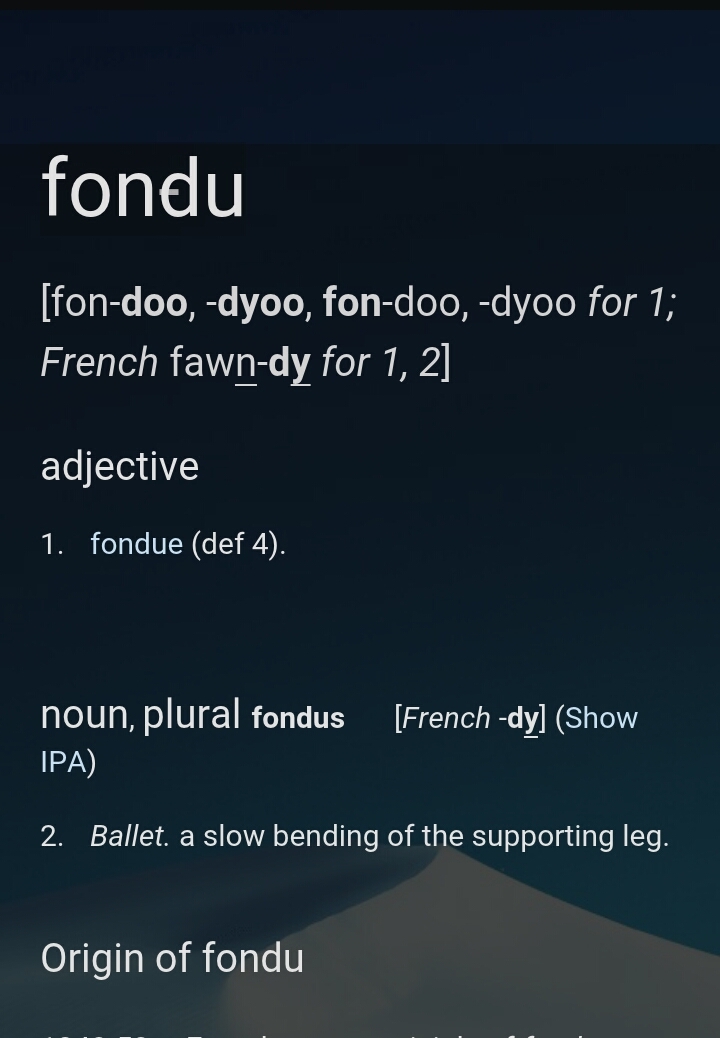 fondu
[fon-doo, -dyoo, fon-doo, -dyoo for 1;
French fawn-dy for 1, 2]
adjective
1. fondue (def 4).
noun, plural fondus [French -dy] (Show
IPA)
2. Ballet. a slow bending of the supporting leg.
Origin of fondu